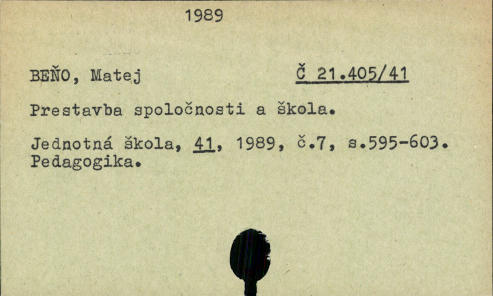 1989
BEŇO, Matej Č 21.405/41
Prestavba spoločnosti a škola.
Jednotná škola, 41, 1989, č.7, s.595-603.
Pedagogika.